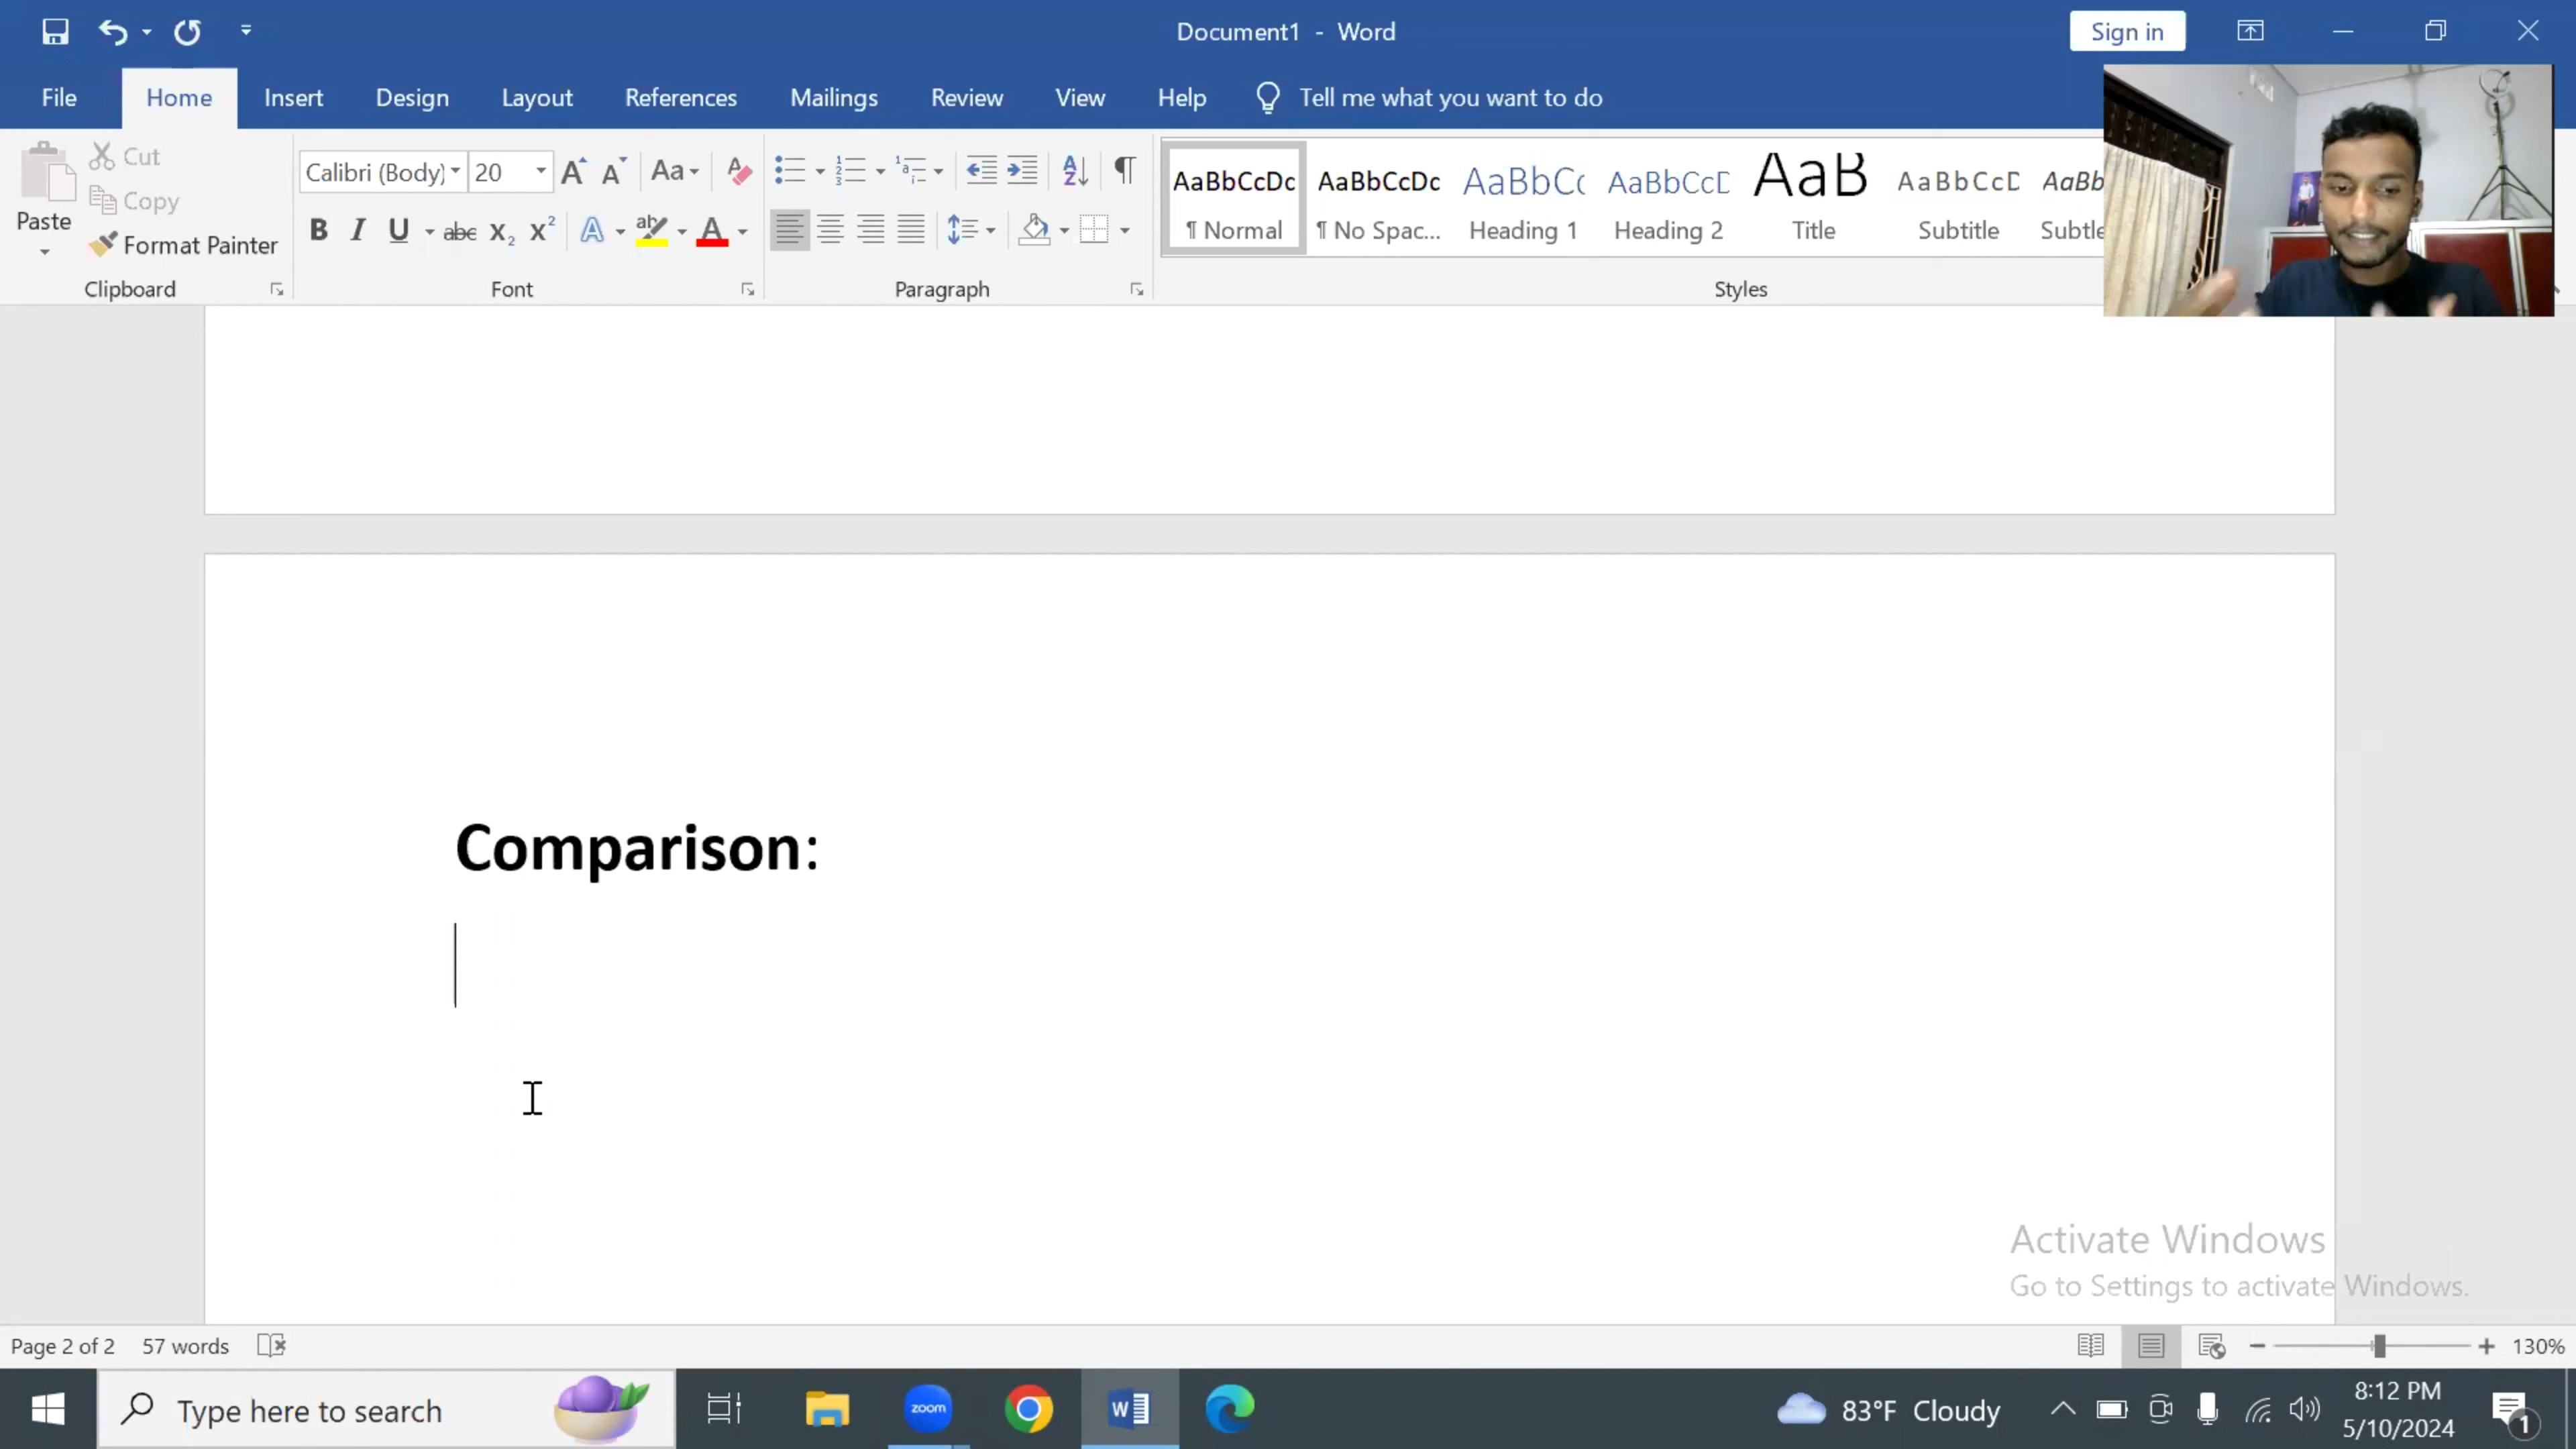 Document1 - Word
Sign in
File Home Insert Design Layout References Mailings Review View Help Tell me what you want to do
Paste
Cut
Copy
Format Painter
Clipboard
Calibri (Body) 20
Font
Paragraph
AaBbCcDc AaBbCcDc AaBbCc AaBbCcD AaB AaBbCcD AaBb
¶ Normal ¶ No Spac... Heading 1 Heading 2 Title Subtitle Subtle
Styles
Comparison:
Activate Windows
Go to Settings to activate Windows.
Page 2 of 2 57 words
130%
Type here to search
zoom
83°F Cloudy
8:12 PM
5/10/2024
1